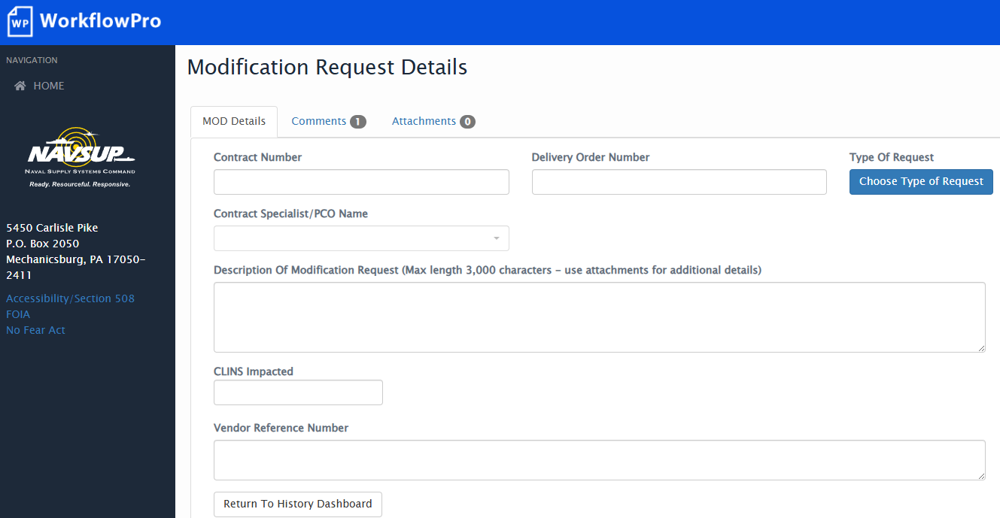 WP WorkflowPro
NAVIGATION
HOME
NAVSUP
NAVAL SUPPLY SYSTEMS COMMAND
Ready. Resourceful. Responsive.
5450 Carlisle Pike
P.O. Box 2050
Mechanicsburg, PA 17050-
2411
Accessibility/Section 508
FOIA
No Fear Act
Modification Request Details
MOD Details Comments 1 Attachments 0
Contract Number Delivery Order Number Type Of Request
Choose Type of Request
Contract Specialist/PCO Name
Description Of Modification Request (Max length 3,000 characters - use attachments for additional details)
CLINS Impacted
Vendor Reference Number
Return To History Dashboard